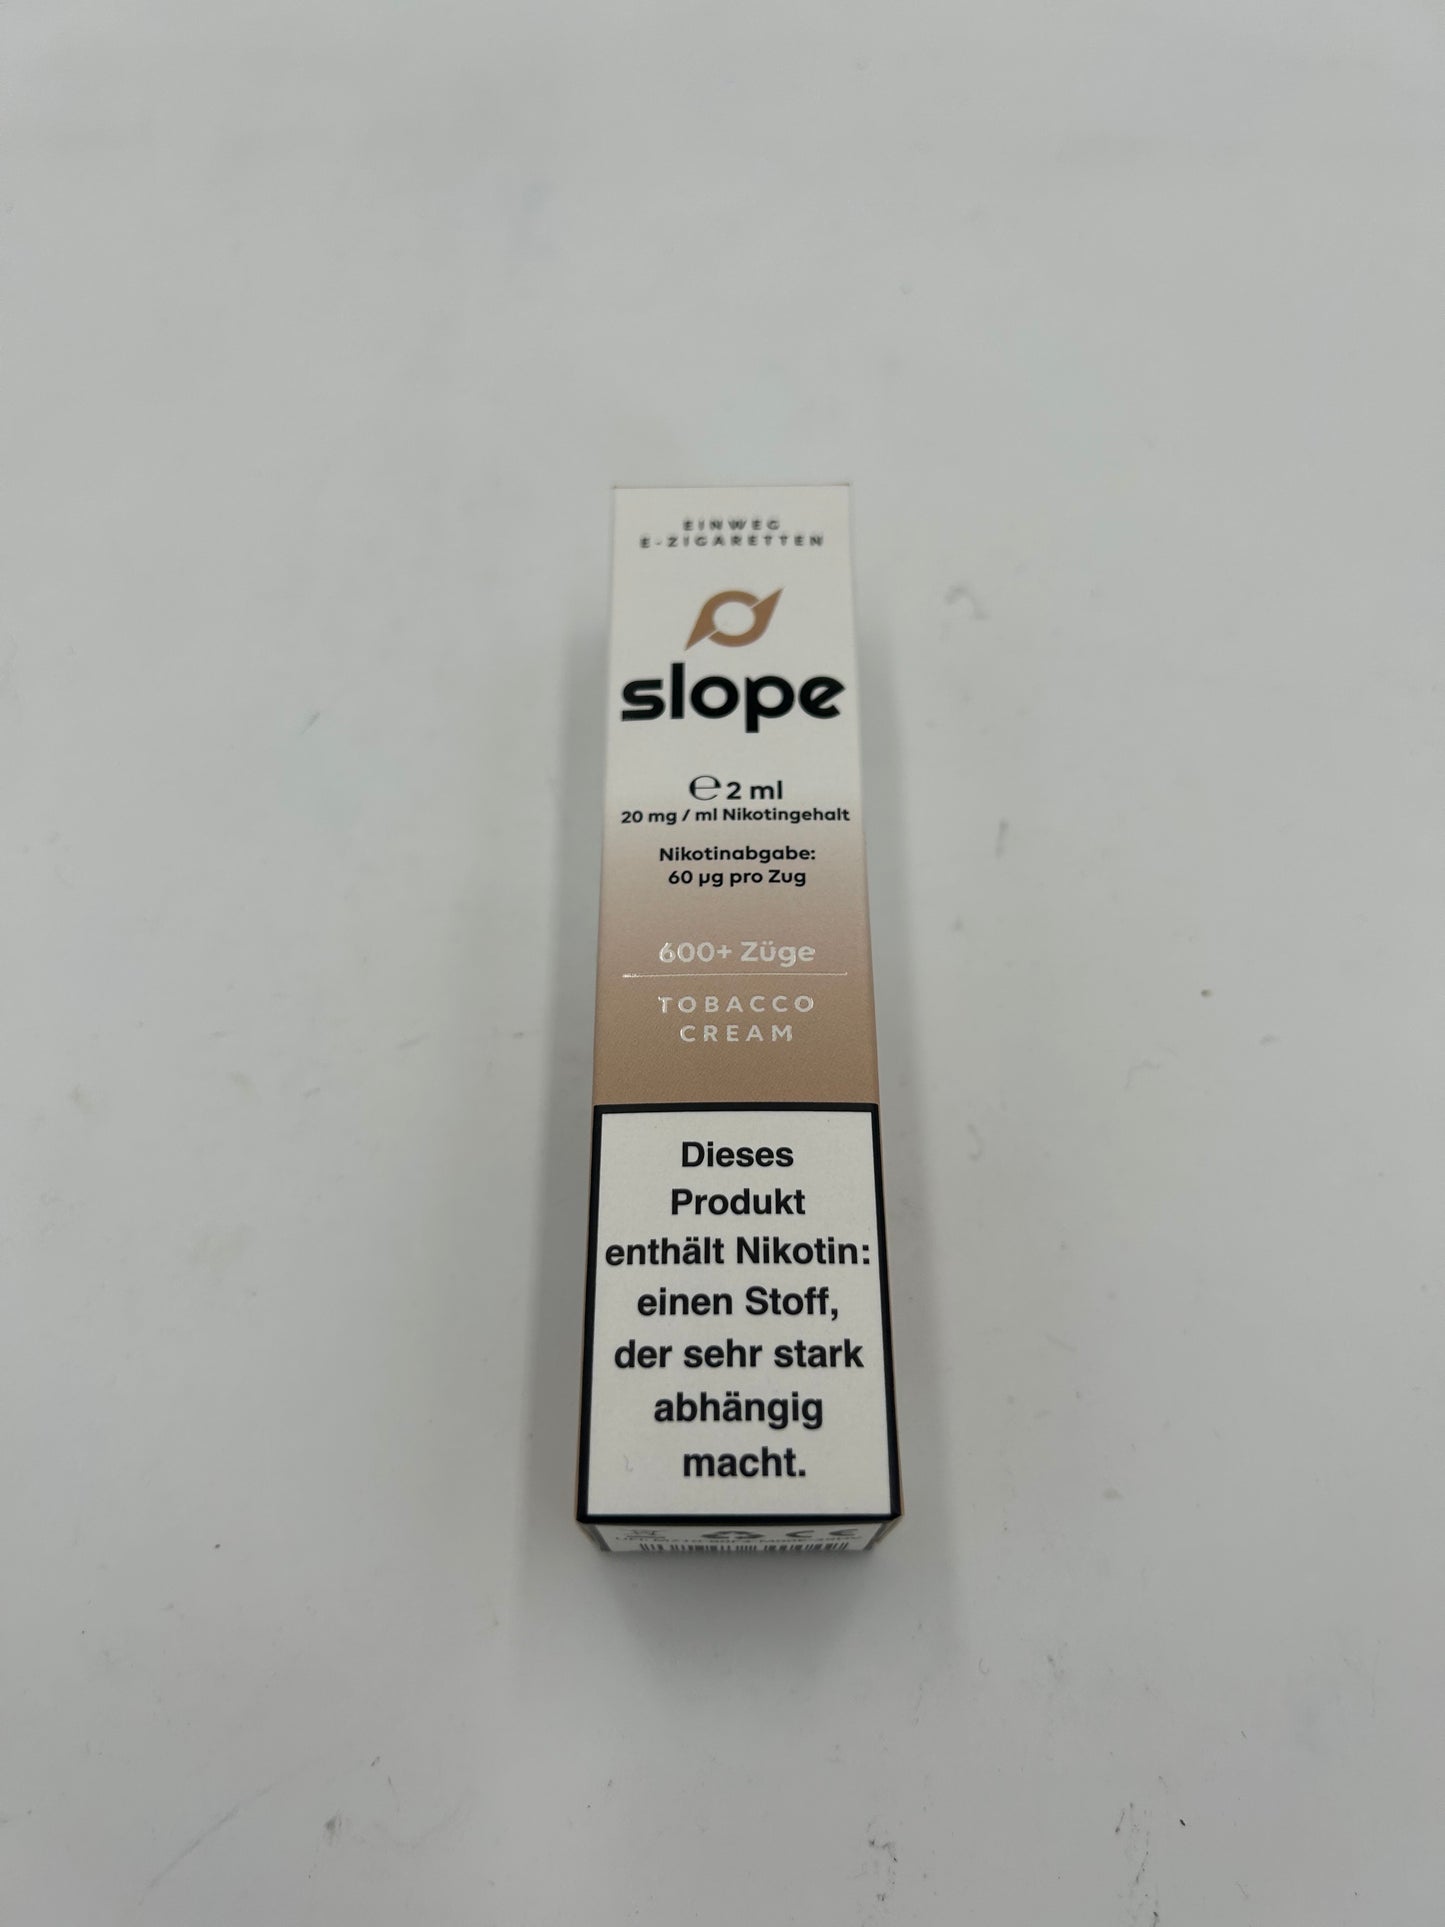 EINWEG
E-ZIGARETTEN
slope
℮ 2 ml
20 mg / ml Nikotingehalt
Nikotinabgabe:
60 µg pro Zug
600+ Züge
TOBACCO
CREAM
Dieses
Produkt
enthält Nikotin:
einen Stoff,
der sehr stark
abhängig
macht.
CE